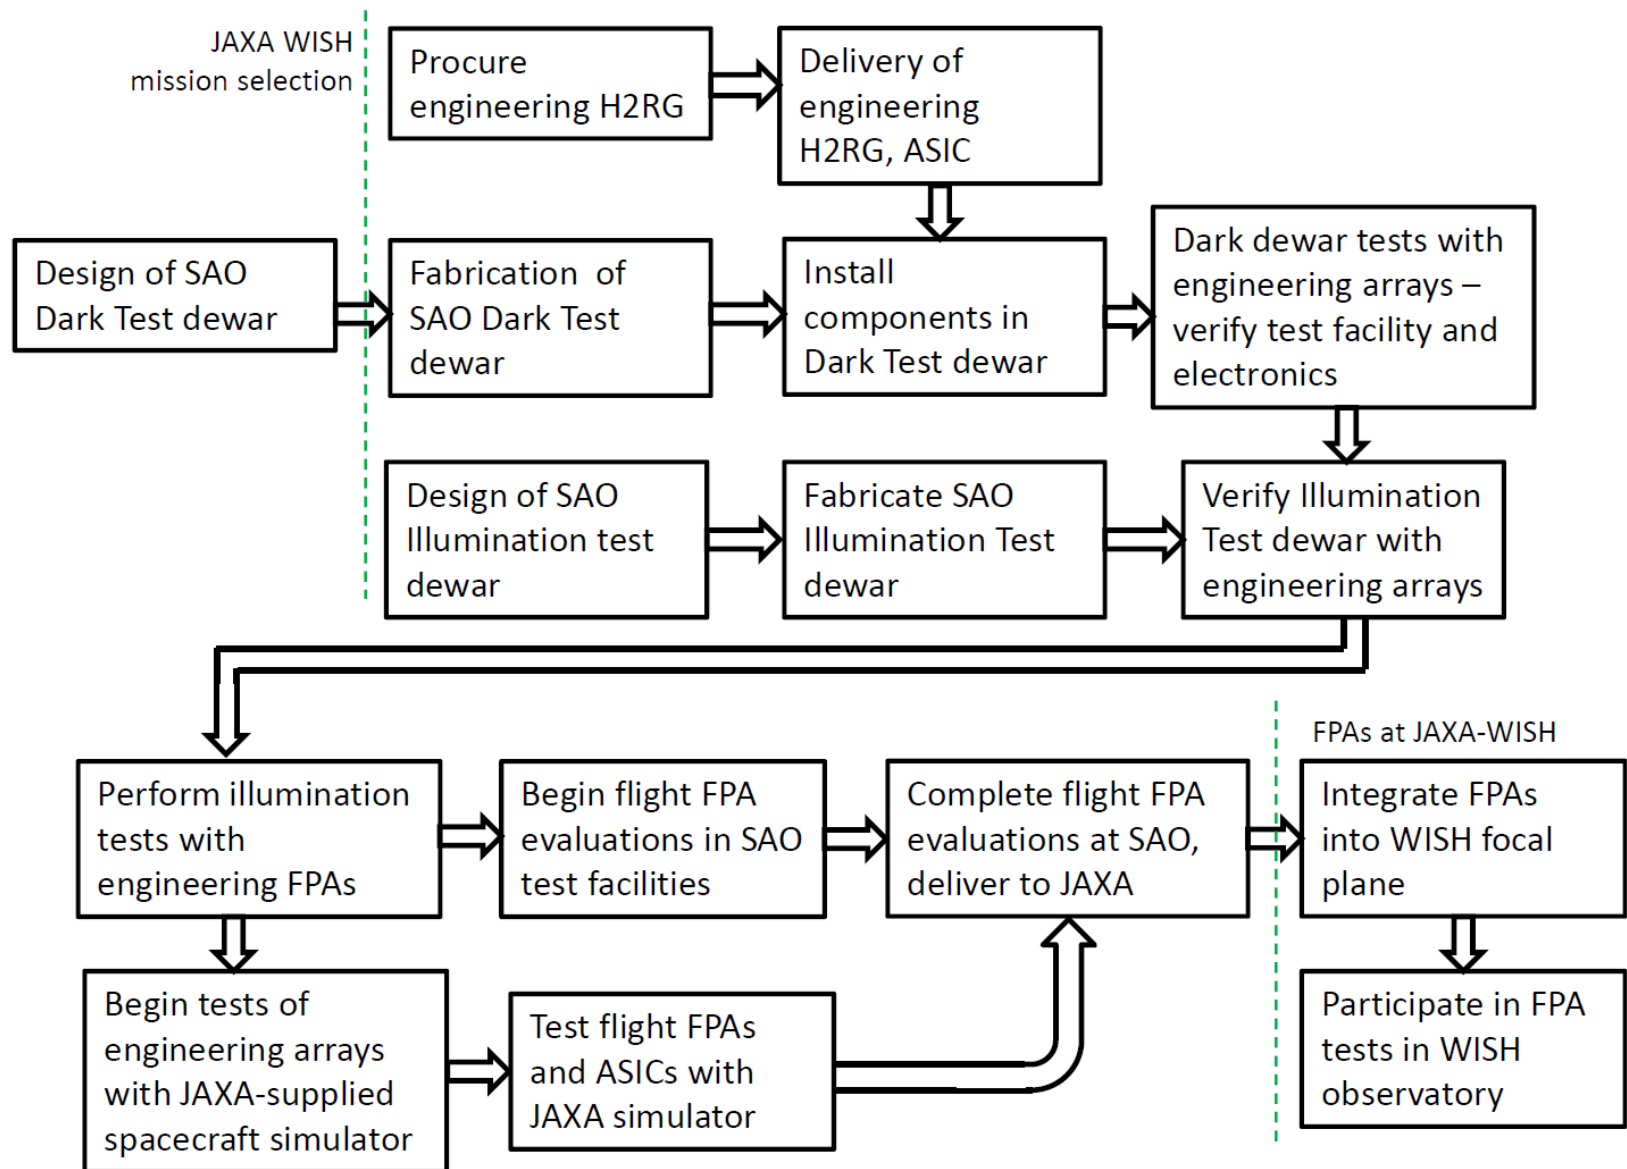 JAXA WISH
mission selection
Procure
engineering H2RG
Delivery of
engineering
H2RG, ASIC
Design of SAO
Dark Test dewar
Fabrication of
SAO Dark Test
dewar
Install
components in
Dark Test dewar
Dark dewar tests with
engineering arrays –
verify test facility and
electronics
Design of SAO
Illumination test
dewar
Fabricate SAO
Illumination Test
dewar
Verify Illumination
Test dewar with
engineering arrays
Perform illumination
tests with
engineering FPAs
Begin flight FPA
evaluations in SAO
test facilities
Complete flight FPA
evaluations at SAO,
deliver to JAXA
FPAs at JAXA-WISH
Integrate FPAs
into WISH focal
plane
Begin tests of
engineering arrays
with JAXA-supplied
spacecraft simulator
Test flight FPAs
and ASICs with
JAXA simulator
Participate in FPA
tests in WISH
observatory